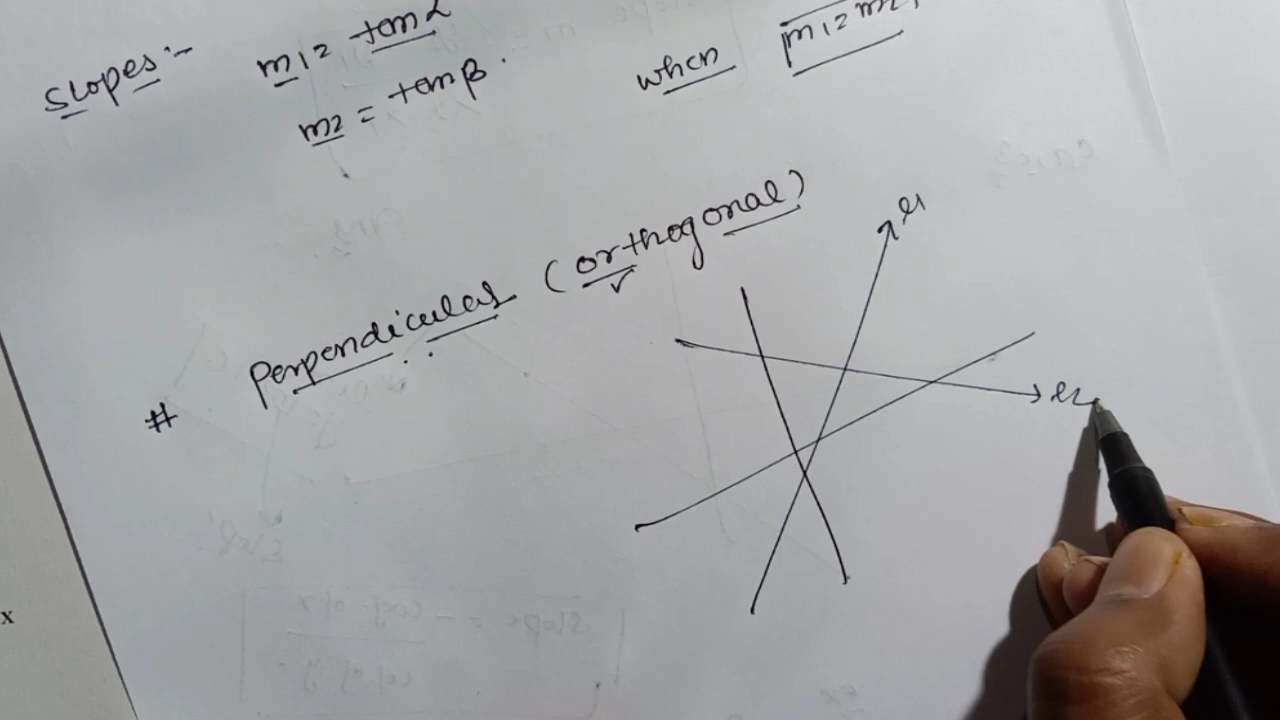 slopes:- m1 = tanα
m2 = tanβ. when m1 = m2,
# Perpendicular (orthogonal)
l1
l2
x